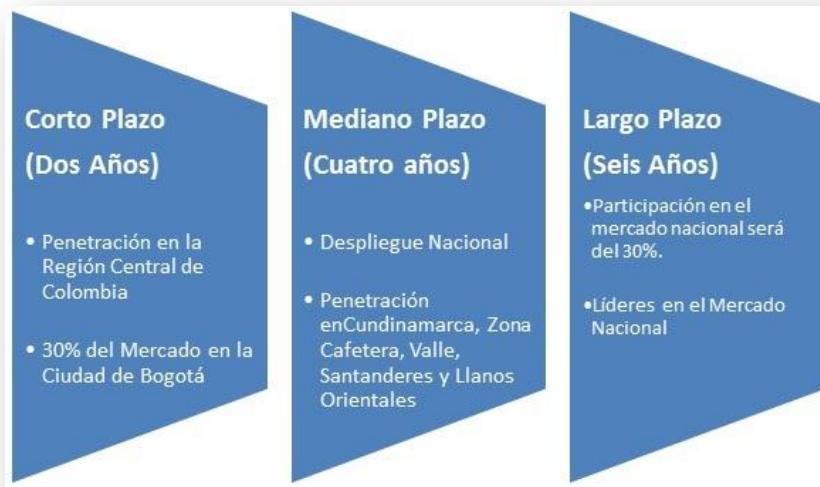 Corto Plazo
(Dos Años)
• Penetración en la
Región Central de
Colombia
• 30% del Mercado en la
Ciudad de Bogotá
Mediano Plazo
(Cuatro años)
• Despliegue Nacional
• Penetración
enCundinamarca, Zona
Cafetera, Valle,
Santanderes y Llanos
Orientales
Largo Plazo
(Seis Años)
•Participación en el
mercado nacional será
del 30%.
•Líderes en el Mercado
Nacional